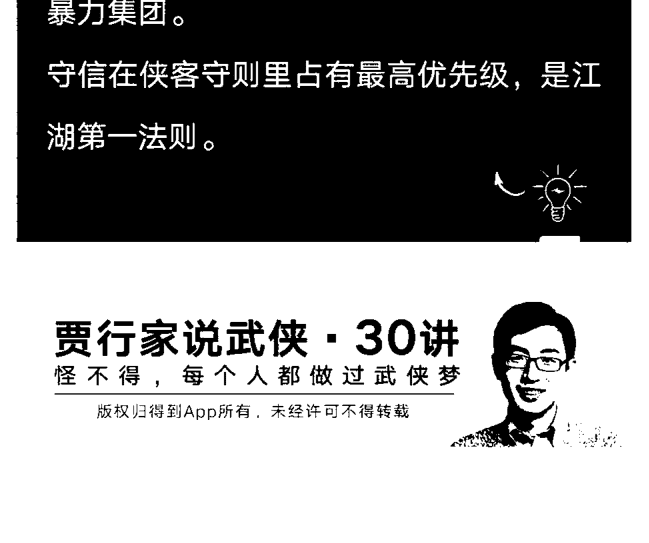 暴力集团。
守信在侠客守则里占有最高优先级，是江
湖第一法则。
贾行家说武侠·30讲
怪不得，每个人都做过武侠梦
版权归得到App所有，未经许可不得转载